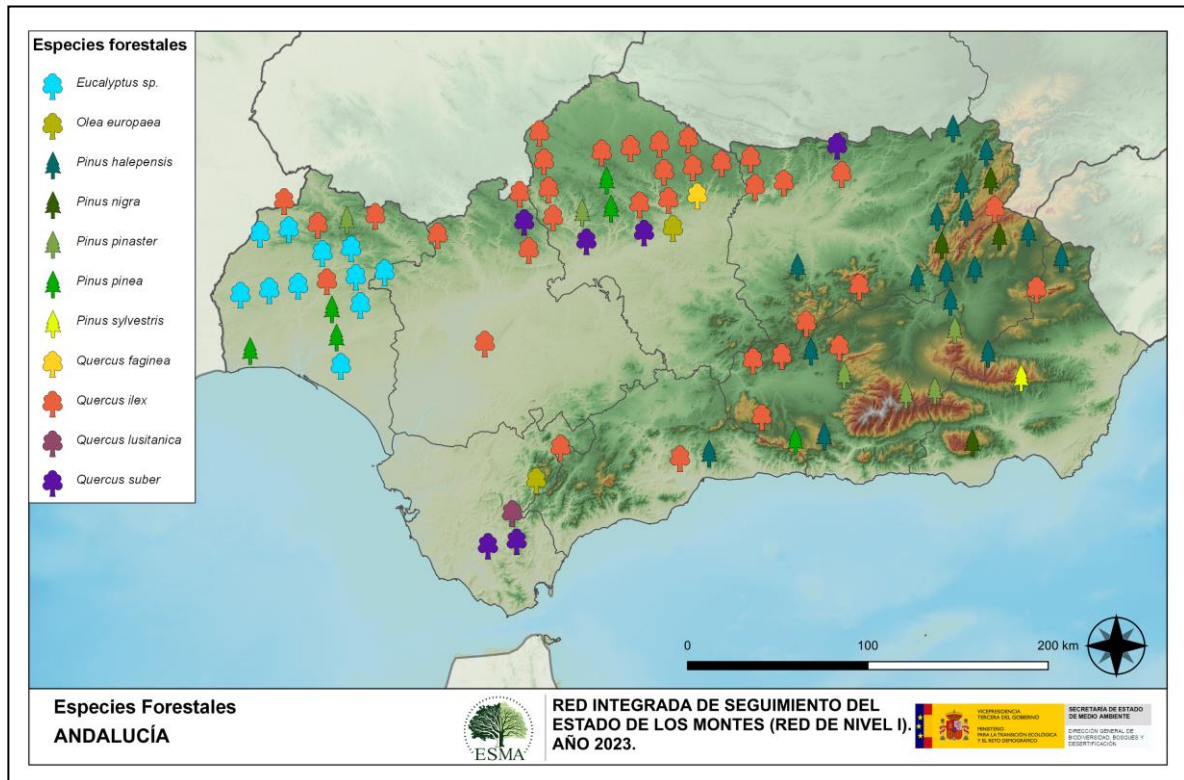 Especies forestales
Eucalyptus sp.
Olea europaea
Pinus halepensis
Pinus nigra
Pinus pinaster
Pinus pinea
Pinus sylvestris
Quercus faginea
Quercus ilex
Quercus lusitanica
Quercus suber
0 100 200 km
Especies Forestales
ANDALUCÍA
ESMA
RED INTEGRADA DE SEGUIMIENTO DEL
ESTADO DE LOS MONTES (RED DE NIVEL I).
AÑO 2023.
VICEPRESIDENCIA
TERCERA DEL GOBIERNO
MINISTERIO
PARA LA TRANSICIÓN ECOLÓGICA
Y EL RETO DEMOGRÁFICO
SECRETARÍA DE ESTADO
DE MEDIO AMBIENTE
DIRECCIÓN GENERAL DE
BIODIVERSIDAD, BOSQUES Y
DESERTIFICACIÓN